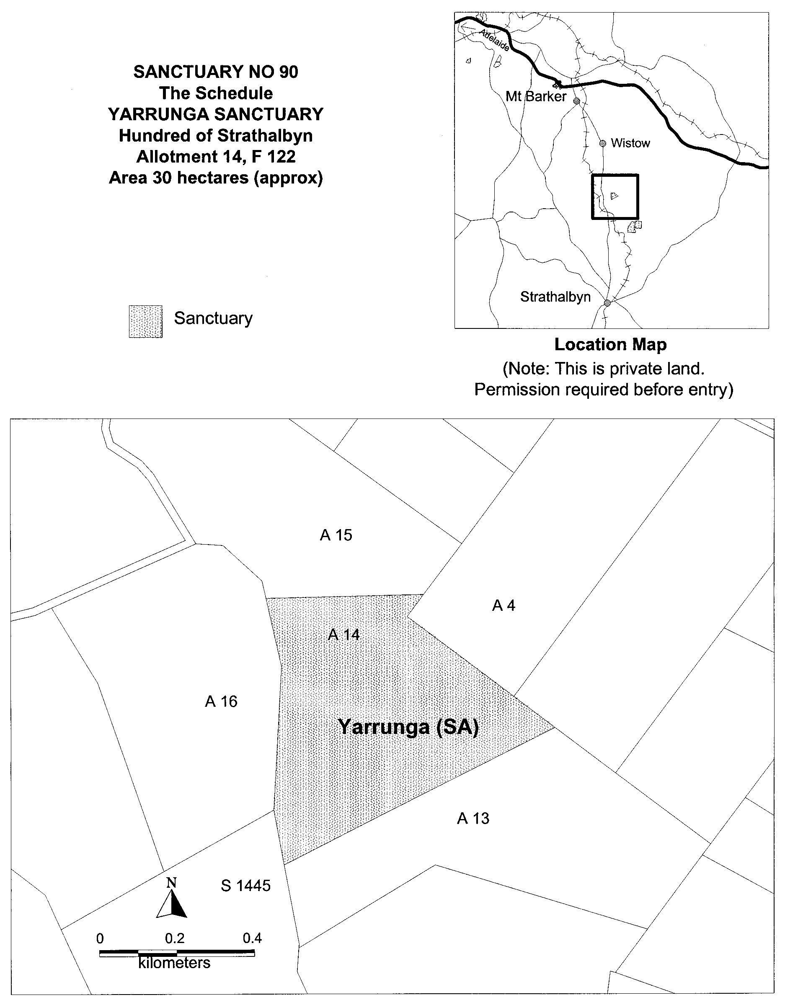 SANCTUARY NO 90
The Schedule
YARRUNGA SANCTUARY
Hundred of Strathalbyn
Allotment 14, F 122
Area 30 hectares (approx)
Sanctuary
Adelaide
Mt Barker
Wistow
Strathalbyn
Location Map
(Note: This is private land.
Permission required before entry)
A 15
A 4
A 14
A 16
Yarrunga (SA)
A 13
S 1445
N
0 0.2 0.4
kilometers